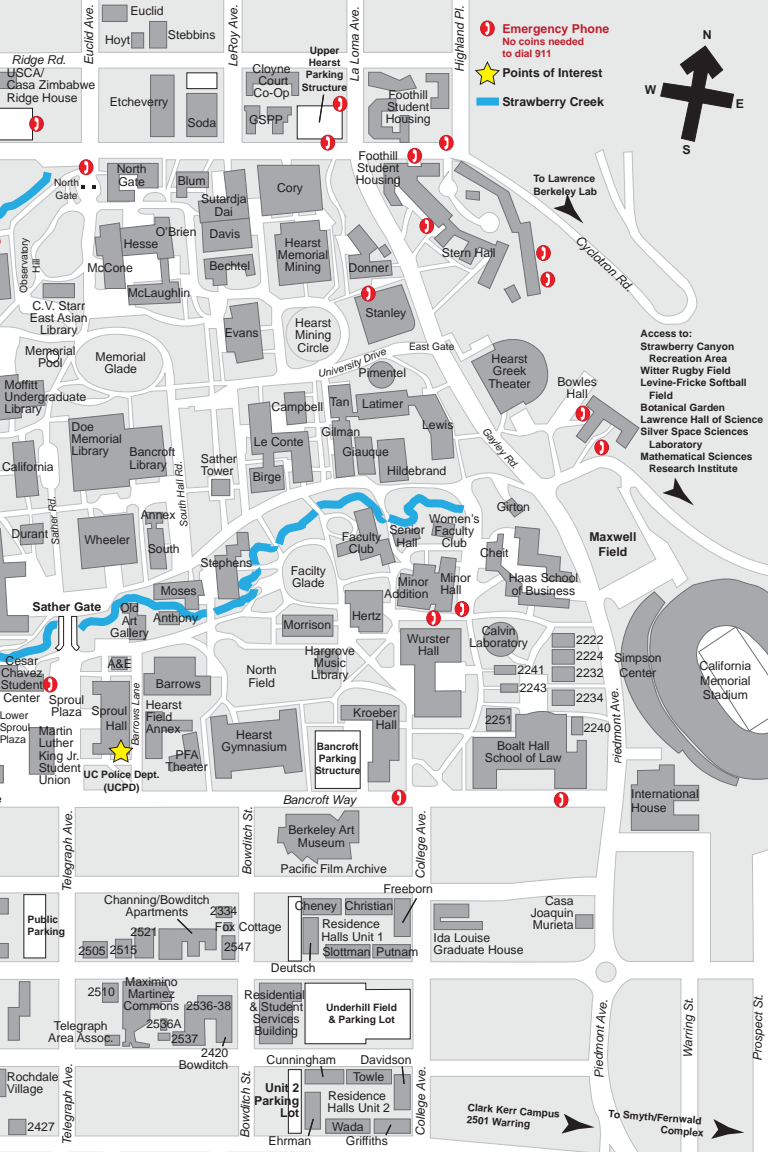 Euclid
Hoyt
Stebbins
Euclid Ave.
LeRoy Ave.
La Loma Ave.
Highland Pl.
Emergency Phone
No coins needed
to dial 911
Points of Interest
Strawberry Creek
N
W
E
S
Ridge Rd.
USCA/
Casa Zimbabwe
Ridge House
Etcheverry
Soda
Cloyne
Court
Co-Op
GSPP
Upper
Hearst
Parking
Structure
Foothill
Student
Housing
Foothill
Student
Housing
To Lawrence
Berkeley Lab
Cyclotron Rd.
North
Gate
North
Gate
Blum
Sutardja
Dai
Cory
O'Brien
Hesse
Davis
Hearst
Memorial
Mining
Stern Hall
Observatory
Hill
McCone
Bechtel
Donner
McLaughlin
C.V. Starr
East Asian
Library
Evans
Hearst
Mining
Circle
Stanley
East Gate
University Drive
Memorial
Pool
Memorial
Glade
Pimentel
Hearst
Greek
Theater
Bowles
Hall
Access to:
Strawberry Canyon
Recreation Area
Witter Rugby Field
Levine-Fricke Softball
Field
Botanical Garden
Lawrence Hall of Science
Silver Space Sciences
Laboratory
Mathematical Sciences
Research Institute
Moffitt
Undergraduate
Library
Campbell
Tan
Latimer
Doe
Memorial
Library
Bancroft
Library
Le Conte
Gilman
Giauque
Lewis
Gayley Rd.
California
Sather
Tower
Birge
Hildebrand
South Hall Rd.
Sather Rd.
Durant
Wheeler
Annex
South
Stephens
Faculty
Club
Senior
Hall
Women's
Faculty
Club
Girton
Cheit
Maxwell
Field
Facilty
Glade
Minor
Addition
Minor
Hall
Haas School
of Business
Moses
Sather Gate
Old
Art
Gallery
Anthony
Morrison
Hertz
Wurster
Hall
Calvin
Laboratory
2222
2224
2232
2234
2240
2241
2243
2251
Simpson
Center
California
Memorial
Stadium
Cesar
Chavez
Student
Center
A&E
Barrows
North
Field
Hargrove
Music
Library
Lower
Sproul
Plaza
Sproul
Plaza
Sproul
Hall
Barrows Lane
Hearst
Field
Annex
Kroeber
Hall
Piedmont Ave.
Martin
Luther
King Jr.
Student
Union
PFA
Theater
Hearst
Gymnasium
Bancroft
Parking
Structure
Boalt Hall
School of Law
UC Police Dept.
(UCPD)
International
House
Bancroft Way
Telegraph Ave.
Bowditch St.
College Ave.
Berkeley Art
Museum
Pacific Film Archive
Freeborn
Public
Parking
Channing/Bowditch
Apartments
2334
Fox Cottage
2505
2515
2521
2547
Cheney
Christian
Residence
Halls Unit 1
Slottman
Putnam
Deutsch
Ida Louise
Graduate House
Casa
Joaquin
Murieta
2510
Maximino
Martinez
Commons
2536-38
2536A
2537
Telegraph
Area Assoc.
2420
Bowditch
Residential
& Student
Services
Building
Underhill Field
& Parking Lot
Piedmont Ave.
Warring St.
Prospect St.
Rochdale
Village
2427
Telegraph Ave.
Bowditch St.
Cunningham
Davidson
Unit 2
Parking
Lot
Towle
Residence
Halls Unit 2
Wada
Ehrman
Griffiths
College Ave.
Clark Kerr Campus
2501 Warring
To Smyth/Fernwald
Complex